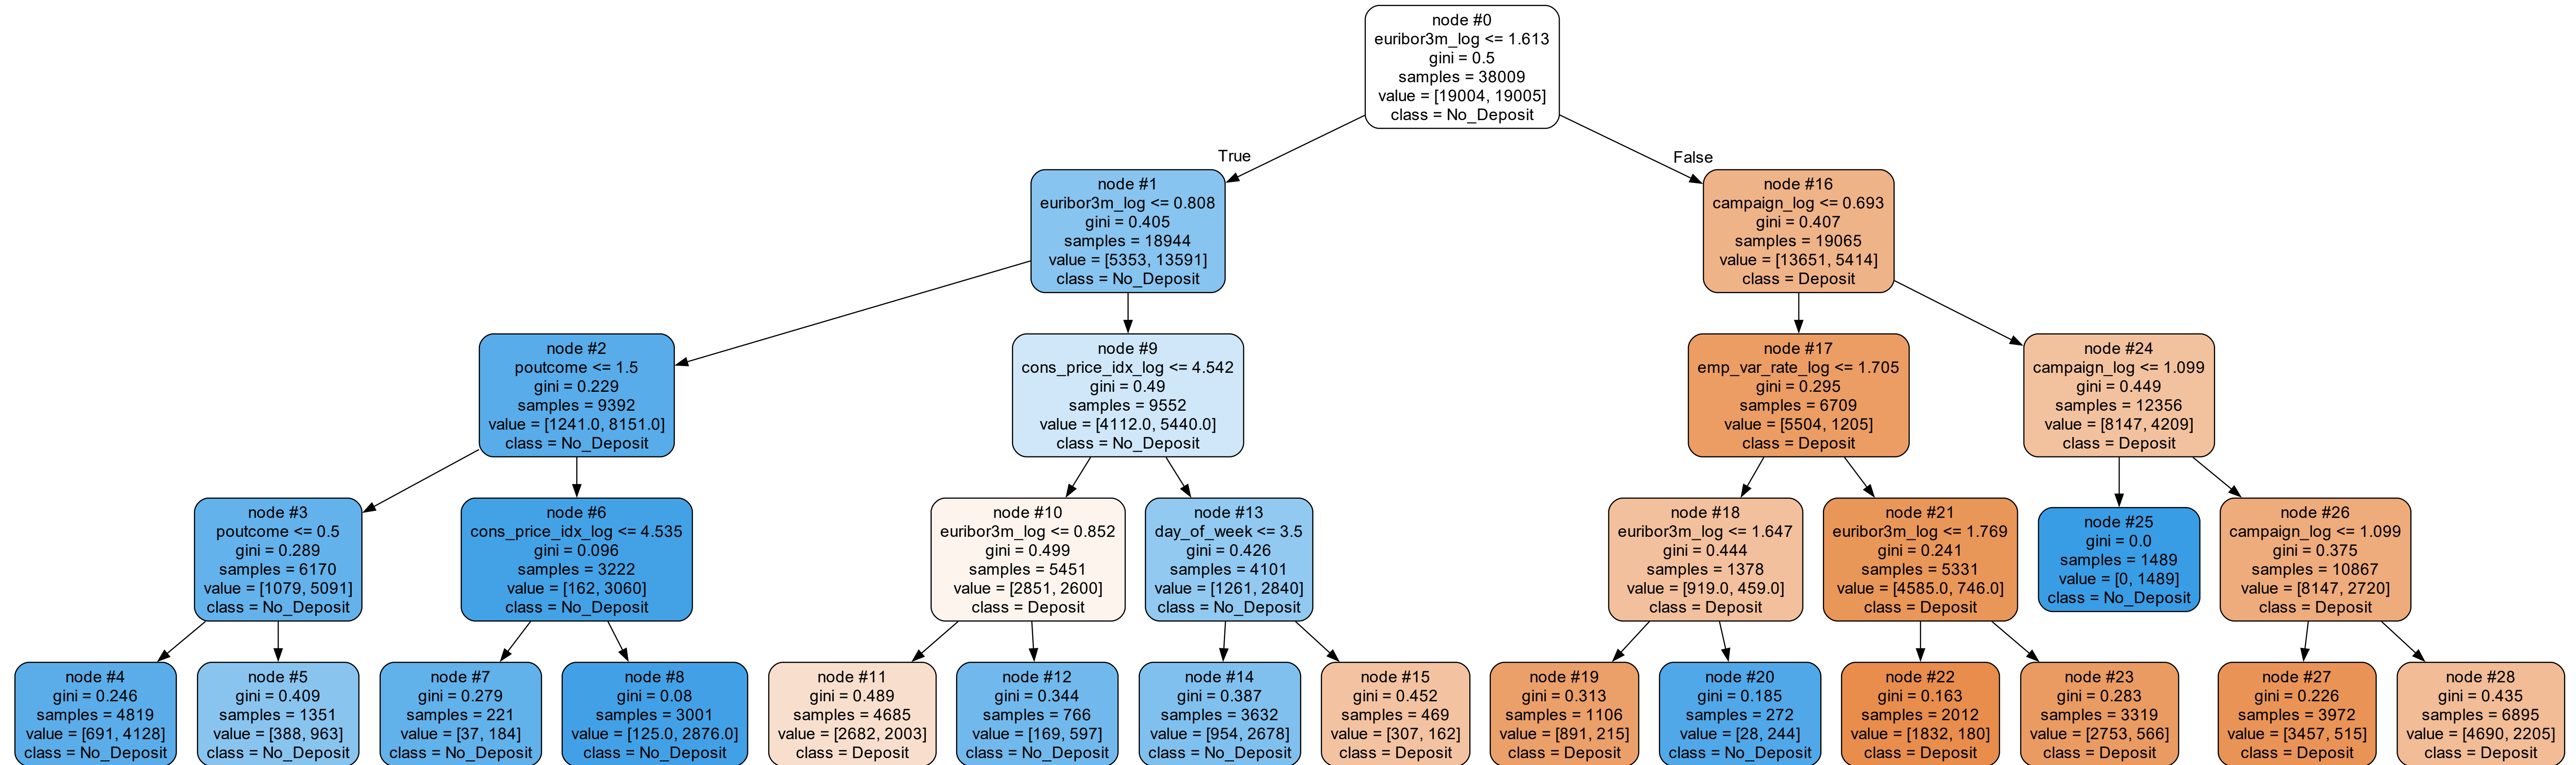 node #0
euribor3m_log <= 1.613
gini = 0.5
samples = 38009
value = [19004, 19005]
class = No_Deposit
True
False
node #1
euribor3m_log <= 0.808
gini = 0.405
samples = 18944
value = [5353, 13591]
class = No_Deposit
node #16
campaign_log <= 0.693
gini = 0.407
samples = 19065
value = [13651, 5414]
class = Deposit
node #2
poutcome <= 1.5
gini = 0.229
samples = 9392
value = [1241.0, 8151.0]
class = No_Deposit
node #9
cons_price_idx_log <= 4.542
gini = 0.49
samples = 9552
value = [4112.0, 5440.0]
class = No_Deposit
node #17
emp_var_rate_log <= 1.705
gini = 0.295
samples = 6709
value = [5504, 1205]
class = Deposit
node #24
campaign_log <= 1.099
gini = 0.449
samples = 12356
value = [8147, 4209]
class = Deposit
node #3
poutcome <= 0.5
gini = 0.289
samples = 6170
value = [1079, 5091]
class = No_Deposit
node #6
cons_price_idx_log <= 4.535
gini = 0.096
samples = 3222
value = [162, 3060]
class = No_Deposit
node #10
euribor3m_log <= 0.852
gini = 0.499
samples = 5451
value = [2851, 2600]
class = Deposit
node #13
day_of_week <= 3.5
gini = 0.426
samples = 4101
value = [1261, 2840]
class = No_Deposit
node #18
euribor3m_log <= 1.647
gini = 0.444
samples = 1378
value = [919.0, 459.0]
class = Deposit
node #21
euribor3m_log <= 1.769
gini = 0.241
samples = 5331
value = [4585.0, 746.0]
class = Deposit
node #25
gini = 0.0
samples = 1489
value = [0, 1489]
class = No_Deposit
node #26
campaign_log <= 1.099
gini = 0.375
samples = 10867
value = [8147, 2720]
class = Deposit
node #4
gini = 0.246
samples = 4819
value = [691, 4128]
class = No_Deposit
node #5
gini = 0.409
samples = 1351
value = [388, 963]
class = No_Deposit
node #7
gini = 0.279
samples = 221
value = [37, 184]
class = No_Deposit
node #8
gini = 0.08
samples = 3001
value = [125.0, 2876.0]
class = No_Deposit
node #11
gini = 0.489
samples = 4685
value = [2682, 2003]
class = Deposit
node #12
gini = 0.344
samples = 766
value = [169, 597]
class = No_Deposit
node #14
gini = 0.387
samples = 3632
value = [954, 2678]
class = No_Deposit
node #15
gini = 0.452
samples = 469
value = [307, 162]
class = Deposit
node #19
gini = 0.313
samples = 1106
value = [891, 215]
class = Deposit
node #20
gini = 0.185
samples = 272
value = [28, 244]
class = No_Deposit
node #22
gini = 0.163
samples = 2012
value = [1832, 180]
class = Deposit
node #23
gini = 0.283
samples = 3319
value = [2753, 566]
class = Deposit
node #27
gini = 0.226
samples = 3972
value = [3457, 515]
class = Deposit
node #28
gini = 0.435
samples = 6895
value = [4690, 2205]
class = Deposit